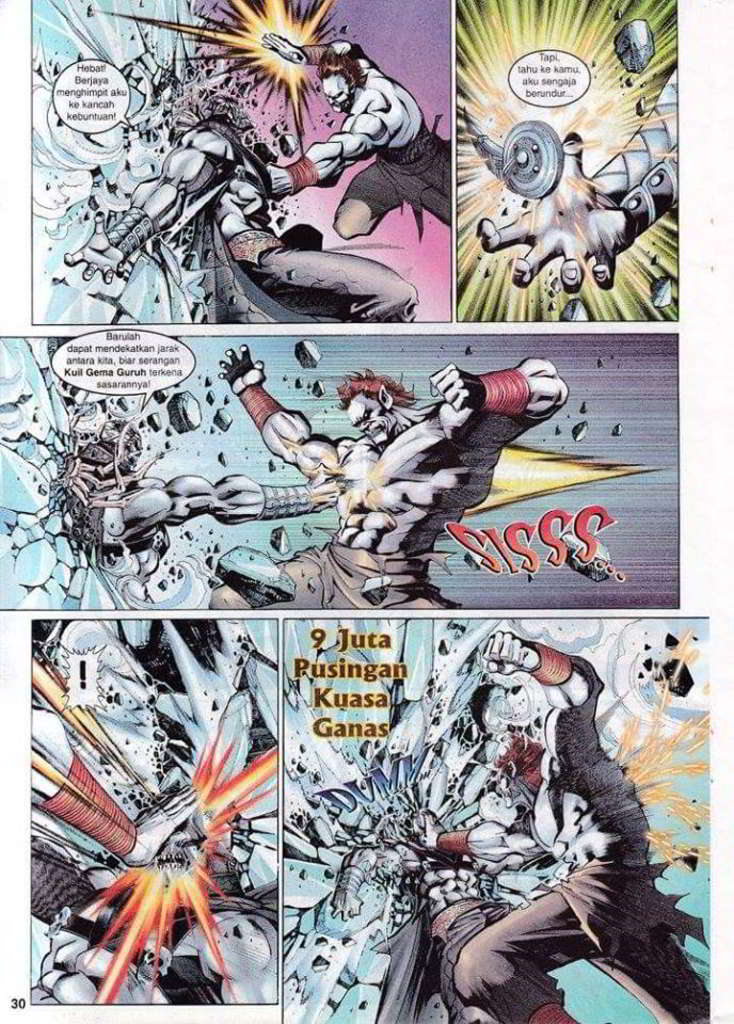 Hebat!
Berjaya
menghimpit aku
ke kancah
kebuntuan!
Tapi,
tahu ke kamu,
aku sengaja
berundur...
Barulah
dapat mendekatkan jarak
antara kita, biar serangan
Kuil Gema Guruh terkena
sasarannya!
SISSS...
!
9 Juta
Pusingan
Kuasa
Ganas
DUM!
30